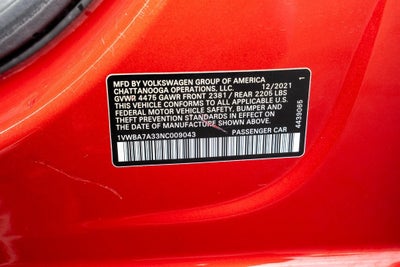 MFD BY VOLKSWAGEN GROUP OF AMERICA
CHATTANOOGA OPERATIONS, LLC. 12/2021
GVWR 4475 GAWR FRONT 2381 / REAR 2205 LBS
THIS VEHICLE CONFORMS TO ALL APPLICABLE U.S.
FEDERAL MOTOR VEHICLE SAFETY, BUMPER, AND
THEFT PREVENTION STANDARDS IN EFFECT ON THE
DATE OF MANUFACTURE SHOWN ABOVE.
1VWBA7A33NC009043 PASSENGER CAR
4439065
1